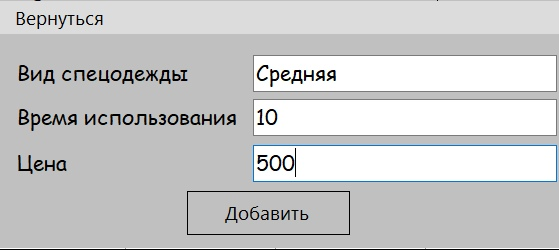 Вернуться
Вид спецодежды Средняя
Время использования 10
Цена 500
Добавить